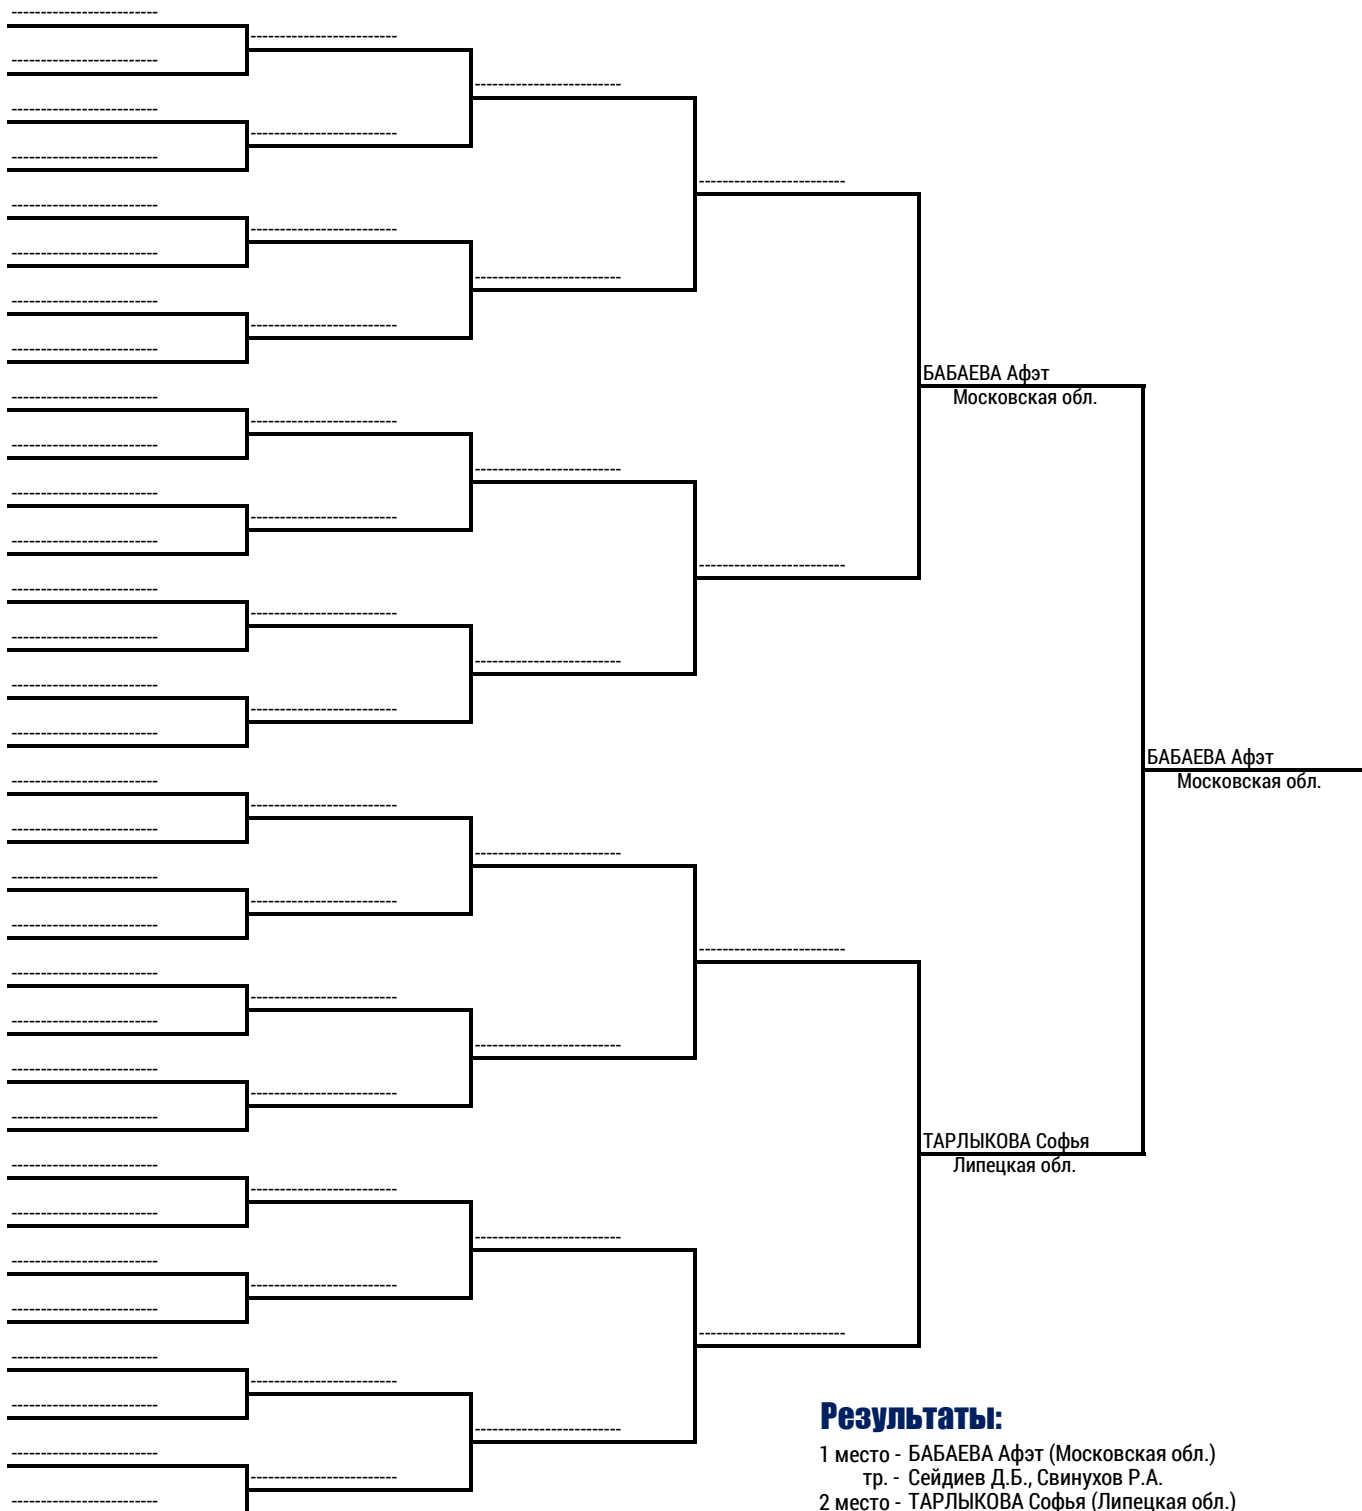 БАБАЕВА Афэт
Московская обл.
БАБАЕВА Афэт
Московская обл.
ТАРЛЫКОВА Софья
Липецкая обл.
Результаты:
1 место - БАБАЕВА Афэт (Московская обл.)
тр. - Сейдиев Д.Б., Свинухов Р.А.
2 место - ТАРЛЫКОВА Софья (Липецкая обл.)